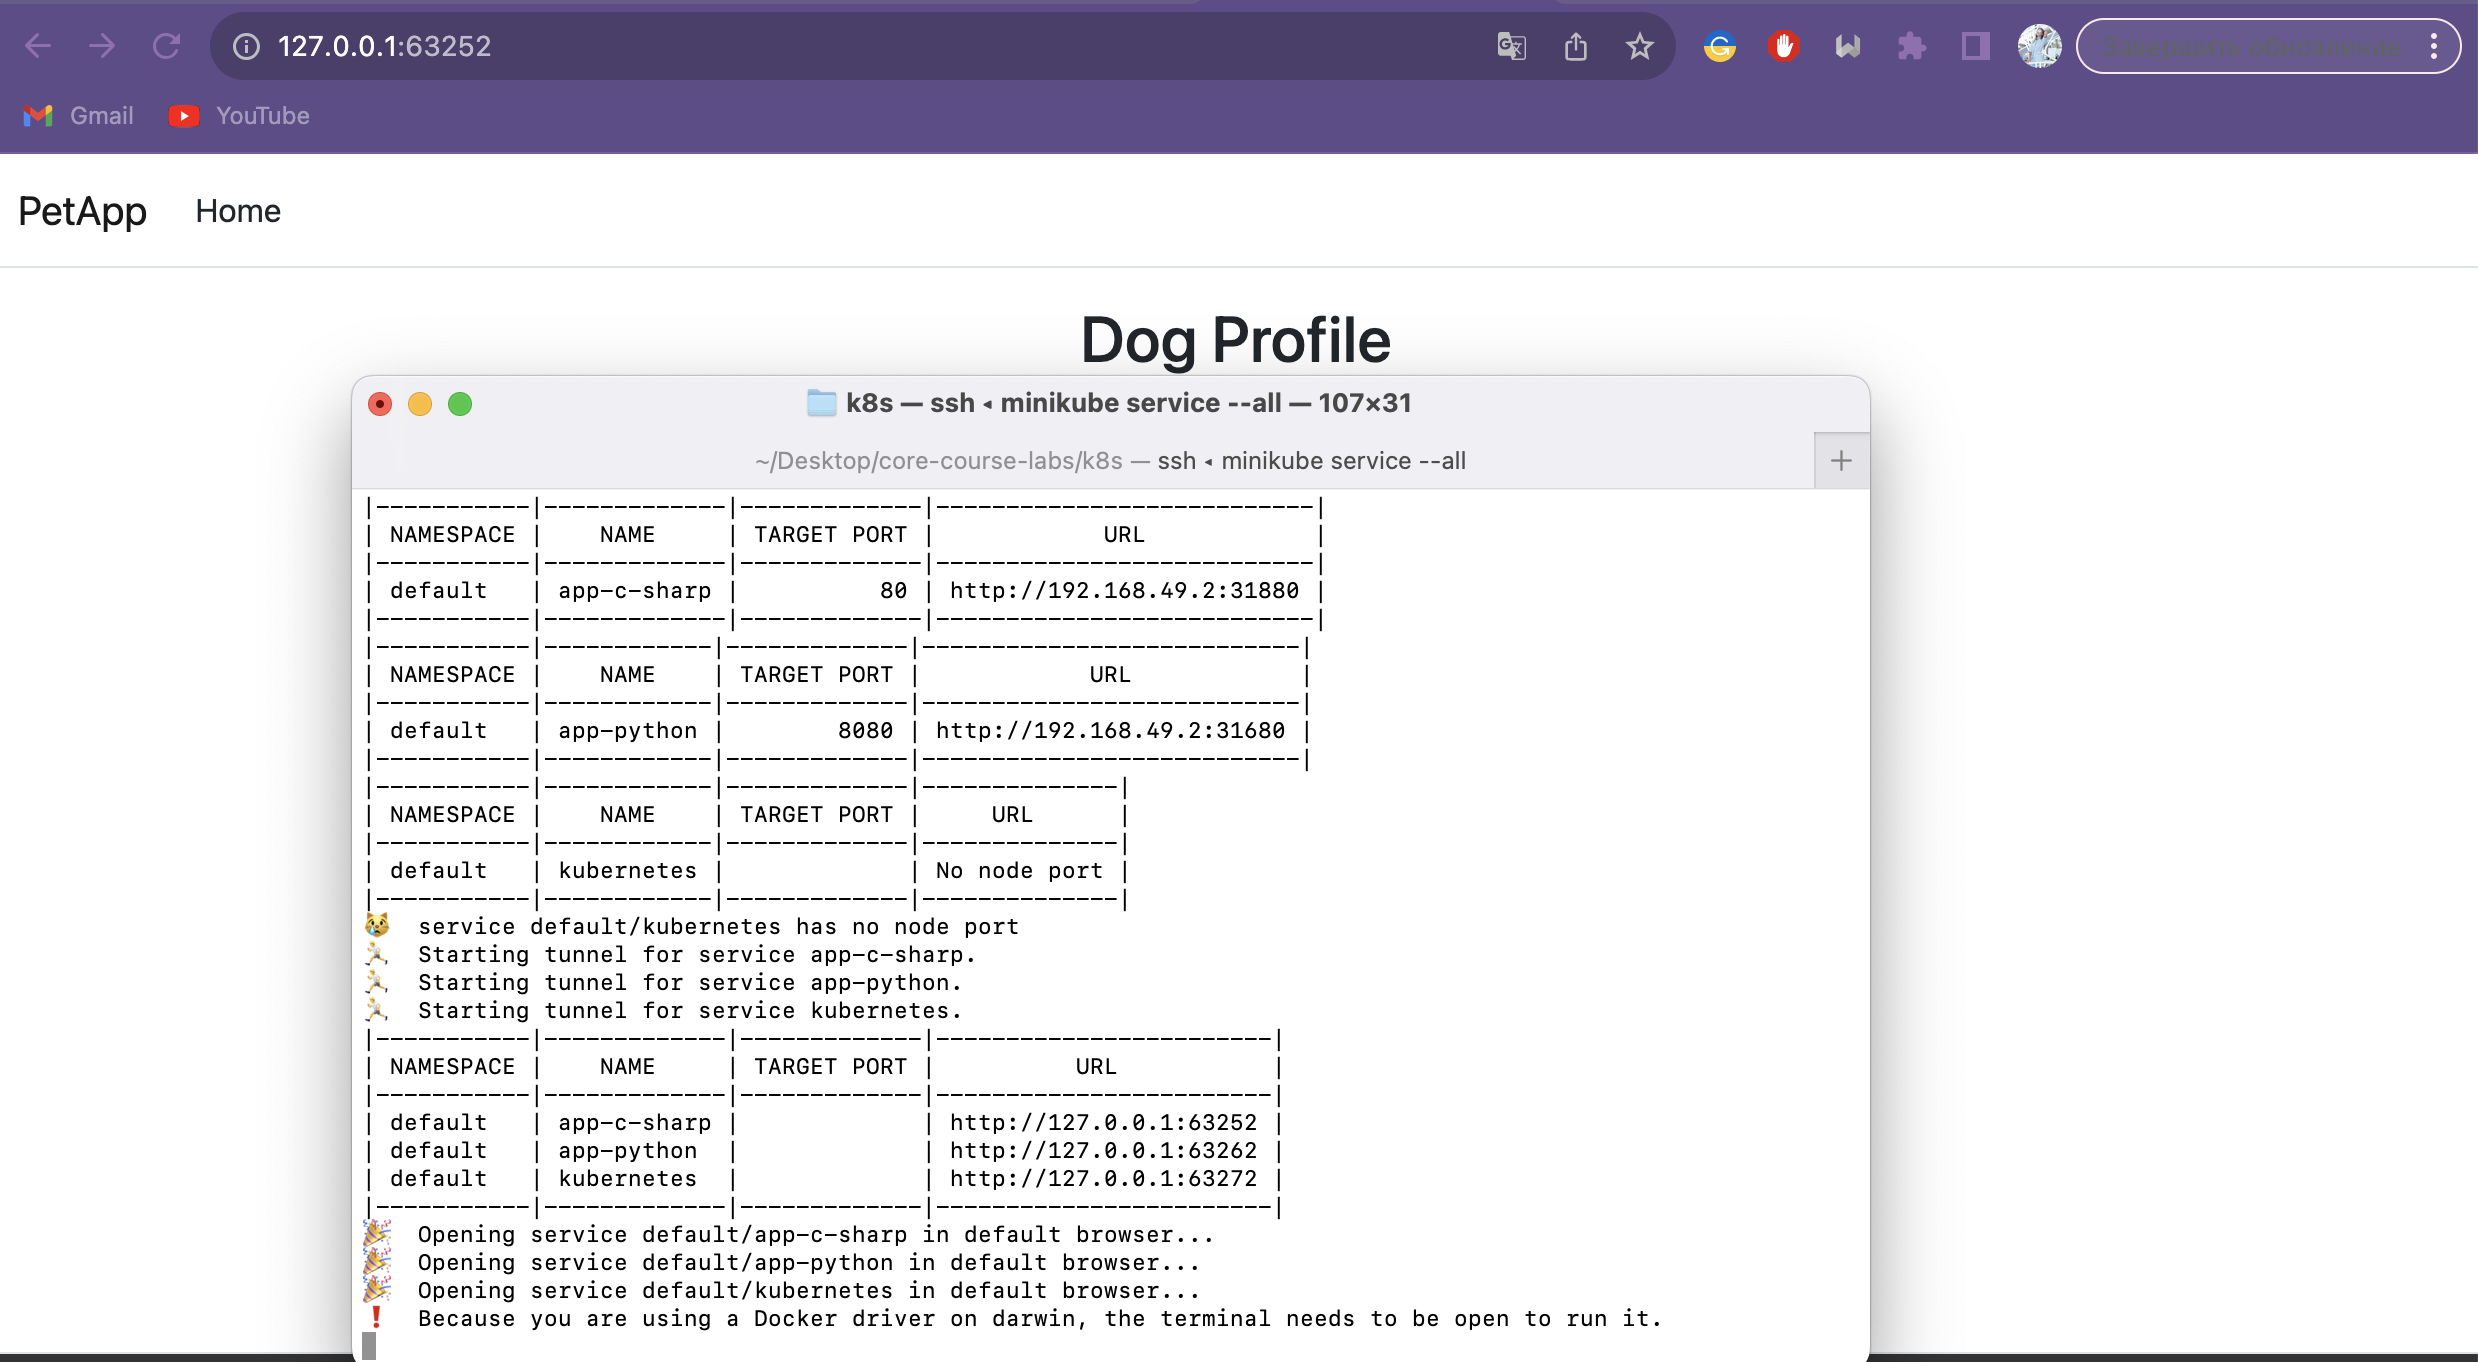 127.0.0.1:63252
Gmail YouTube
PetApp Home
Dog Profile
k8s — ssh ◂ minikube service --all — 107×31
~/Desktop/core-course-labs/k8s — ssh ◂ minikube service --all
|-----------|-------------|-------------|---------------------------|
| NAMESPACE |    NAME     | TARGET PORT |            URL            |
|-----------|-------------|-------------|---------------------------|
| default   | app-c-sharp |          80 | http://192.168.49.2:31880 |
|-----------|-------------|-------------|---------------------------|
|-----------|------------|-------------|---------------------------|
| NAMESPACE |    NAME    | TARGET PORT |            URL            |
|-----------|------------|-------------|---------------------------|
| default   | app-python |        8080 | http://192.168.49.2:31680 |
|-----------|------------|-------------|---------------------------|
|-----------|------------|-------------|--------------|
| NAMESPACE |    NAME    | TARGET PORT |     URL      |
|-----------|------------|-------------|--------------|
| default   | kubernetes |             | No node port |
|-----------|------------|-------------|--------------|
😿  service default/kubernetes has no node port
🏃  Starting tunnel for service app-c-sharp.
🏃  Starting tunnel for service app-python.
🏃  Starting tunnel for service kubernetes.
|-----------|-------------|-------------|------------------------|
| NAMESPACE |    NAME     | TARGET PORT |          URL           |
|-----------|-------------|-------------|------------------------|
| default   | app-c-sharp |             | http://127.0.0.1:63252 |
| default   | app-python  |             | http://127.0.0.1:63262 |
| default   | kubernetes  |             | http://127.0.0.1:63272 |
|-----------|-------------|-------------|------------------------|
🎉  Opening service default/app-c-sharp in default browser...
🎉  Opening service default/app-python in default browser...
🎉  Opening service default/kubernetes in default browser...
❗  Because you are using a Docker driver on darwin, the terminal needs to be open to run it.